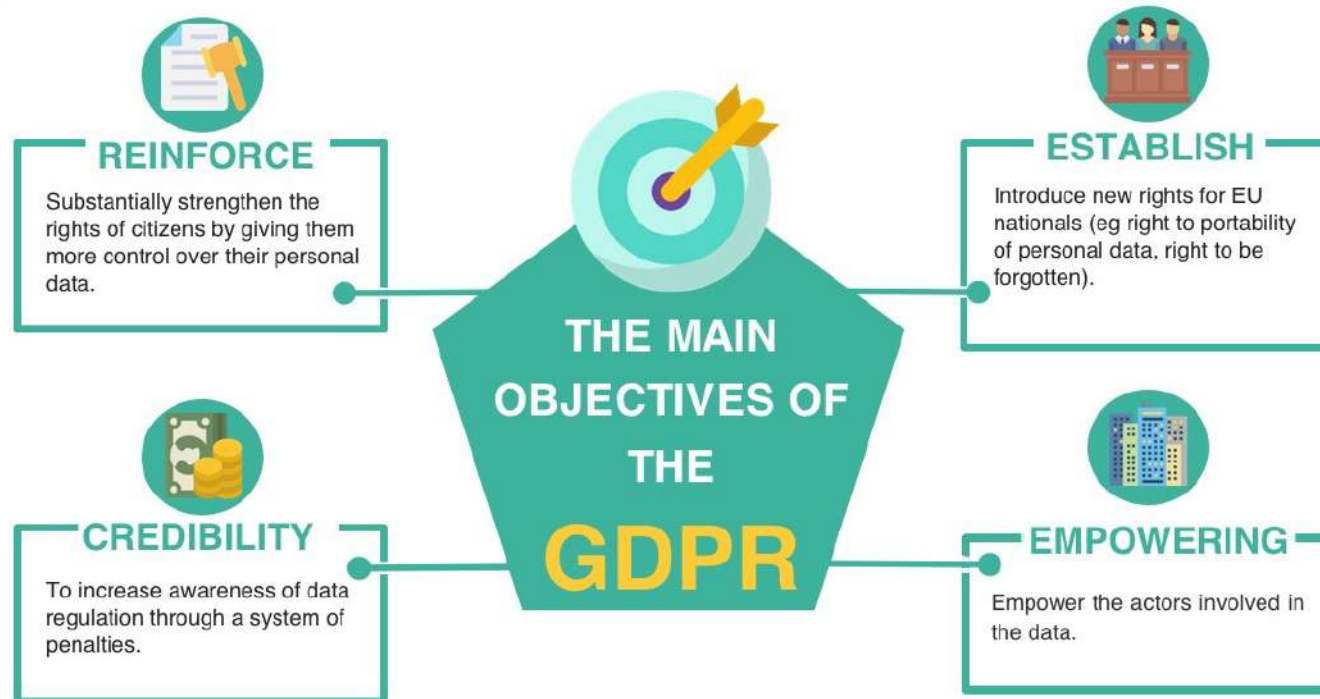 REINFORCE
Substantially strengthen the
rights of citizens by giving them
more control over their personal
data.
ESTABLISH
Introduce new rights for EU
nationals (eg right to portability
of personal data, right to be
forgotten).
THE MAIN
OBJECTIVES OF
THE
GDPR
CREDIBILITY
To increase awareness of data
regulation through a system of
penalties.
EMPOWERING
Empower the actors involved in
the data.